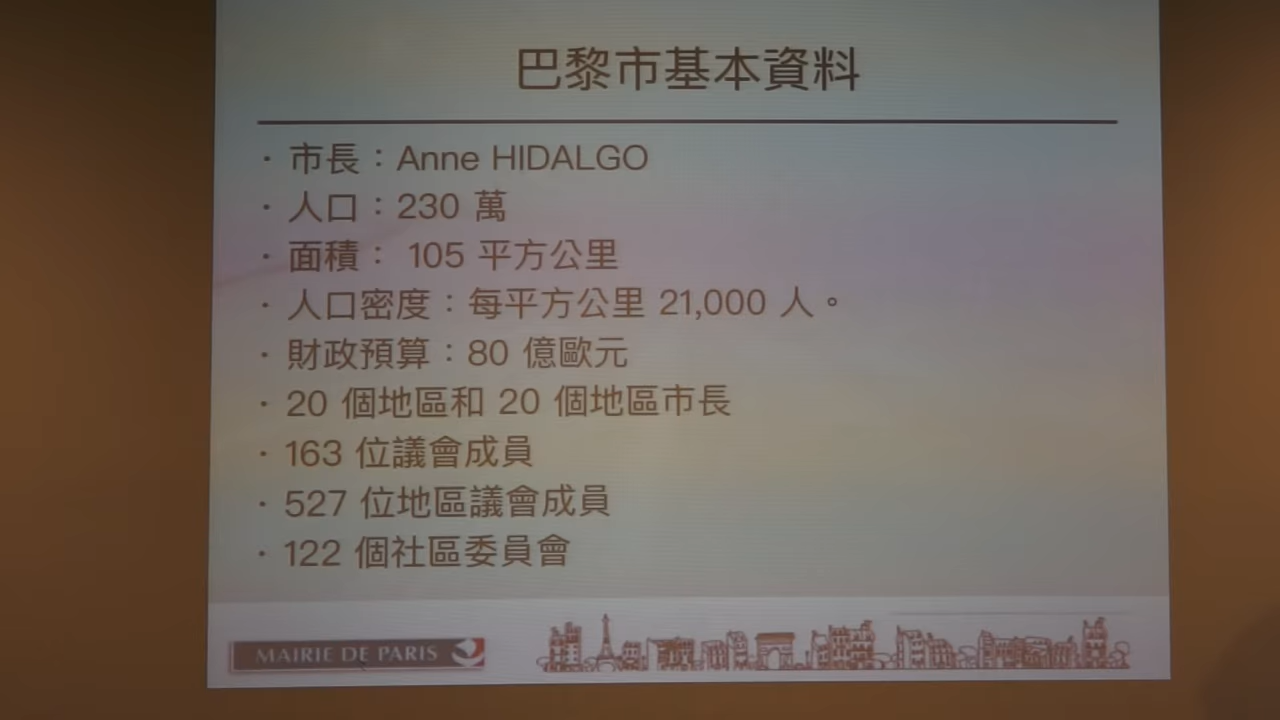 巴黎市基本資料
· 市長：Anne HIDALGO
· 人口：230 萬
· 面積： 105 平方公里
· 人口密度：每平方公里 21,000 人。
· 財政預算：80 億歐元
· 20 個地區和 20 個地區市長
· 163 位議會成員
· 527 位地區議會成員
· 122 個社區委員會
MAIRIE DE PARIS